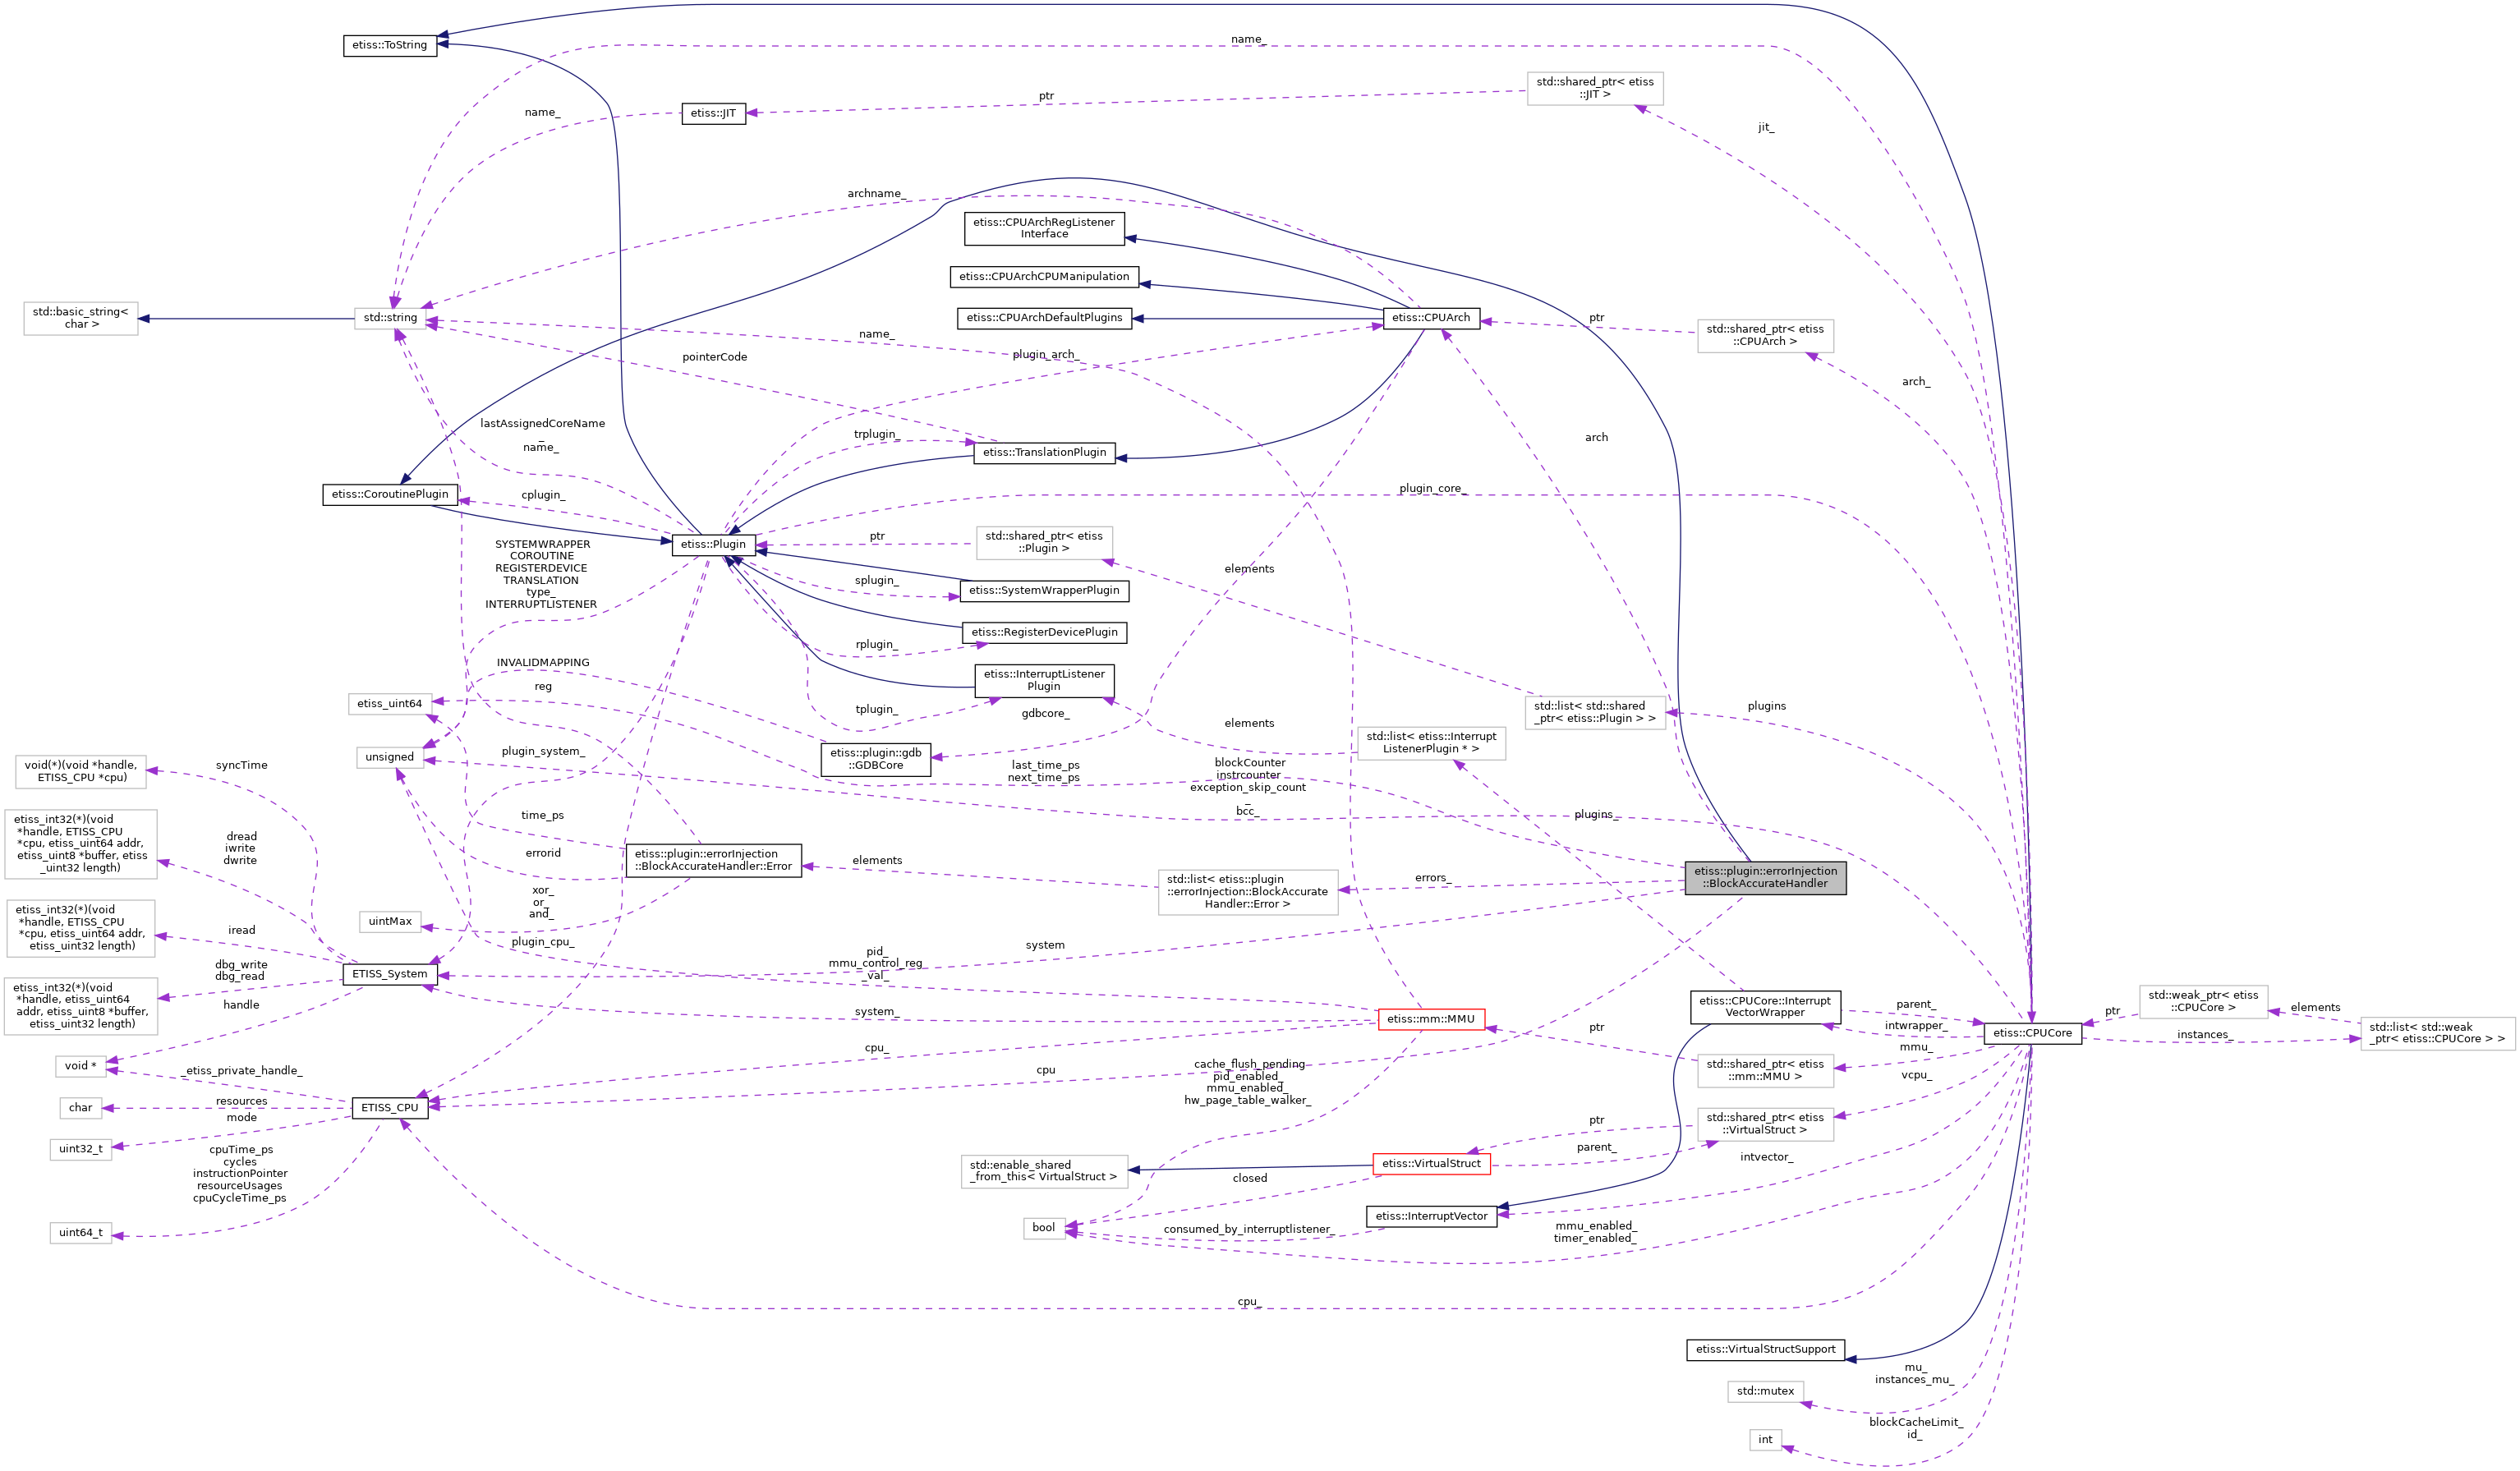 etiss::ToString
name_
std::shared_ptr< etiss
::JIT >
ptr
etiss::JIT
name_
jit_
archname_
etiss::CPUArchRegListener
Interface
etiss::CPUArchCPUManipulation
std::basic_string<
char >
std::string
etiss::CPUArchDefaultPlugins
etiss::CPUArch
ptr
std::shared_ptr< etiss
::CPUArch >
name_
pointerCode
plugin_arch_
arch_
lastAssignedCoreName
_
name_
trplugin_
etiss::TranslationPlugin
arch
etiss::CoroutinePlugin
cplugin_
plugin_core_
etiss::Plugin
ptr
std::shared_ptr< etiss
::Plugin >
SYSTEMWRAPPER
COROUTINE
REGISTERDEVICE
TRANSLATION
type_
INTERRUPTLISTENER
splugin_
etiss::SystemWrapperPlugin
elements
rplugin_
etiss::RegisterDevicePlugin
INVALIDMAPPING
etiss::InterruptListener
Plugin
reg
etiss_uint64
tplugin_
gdbcore_
elements
std::list< std::shared
_ptr< etiss::Plugin > >
plugins
std::list< etiss::Interrupt
ListenerPlugin * >
unsigned
plugin_system_
etiss::plugin::gdb
::GDBCore
void(*)(void *handle,
ETISS_CPU *cpu)
syncTime
last_time_ps
next_time_ps
blockCounter
instrcounter
exception_skip_count
_
bcc_
plugins_
etiss_int32(*)(void
*handle, ETISS_CPU
*cpu, etiss_uint64 addr,
etiss_uint8 *buffer, etiss
_uint32 length)
dread
iwrite
dwrite
time_ps
errorid
etiss::plugin::errorInjection
::BlockAccurateHandler::Error
elements
std::list< etiss::plugin
::errorInjection::BlockAccurate
Handler::Error >
errors_
etiss::plugin::errorInjection
::BlockAccurateHandler
uintMax
xor_
or_
and_
etiss_int32(*)(void
*handle, ETISS_CPU
*cpu, etiss_uint64 addr,
etiss_uint32 length)
iread
plugin_cpu_
system
pid_
mmu_control_reg
_val_
ETISS_System
dbg_write
dbg_read
etiss_int32(*)(void
*handle, etiss_uint64
addr, etiss_uint8 *buffer,
etiss_uint32 length)
handle
system_
etiss::mm::MMU
etiss::CPUCore::Interrupt
VectorWrapper
parent_
intwrapper_
etiss::CPUCore
ptr
std::weak_ptr< etiss
::CPUCore >
elements
instances_
std::list< std::weak
_ptr< etiss::CPUCore > >
ptr
mmu_
cpu_
void *
_etiss_private_handle_
cpu
cache_flush_pending
pid_enabled_
mmu_enabled_
hw_page_table_walker_
std::shared_ptr< etiss
::mm::MMU >
vcpu_
char
resources
ETISS_CPU
mode
uint32_t
ptr
std::shared_ptr< etiss
::VirtualStruct >
cpuTime_ps
cycles
instructionPointer
resourceUsages
cpuCycleTime_ps
std::enable_shared
_from_this< VirtualStruct >
etiss::VirtualStruct
parent_
intvector_
closed
uint64_t
bool
consumed_by_interruptlistener_
etiss::InterruptVector
mmu_enabled_
timer_enabled_
cpu_
etiss::VirtualStructSupport
mu_
instances_mu_
std::mutex
blockCacheLimit_
id_
int